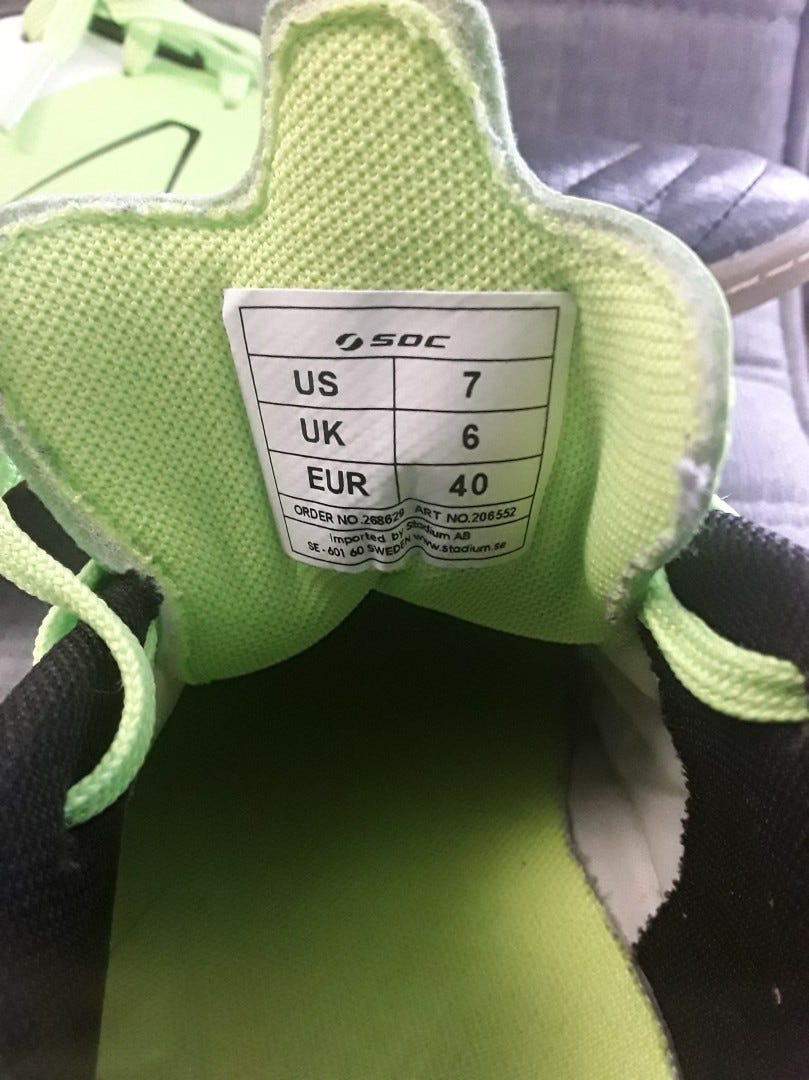 SOC
US 7
UK 6
EUR 40
ORDER NO.268629 ART NO.206552
Imported by Stadium AB
SE-601 60 SWEDEN www.stadium.se